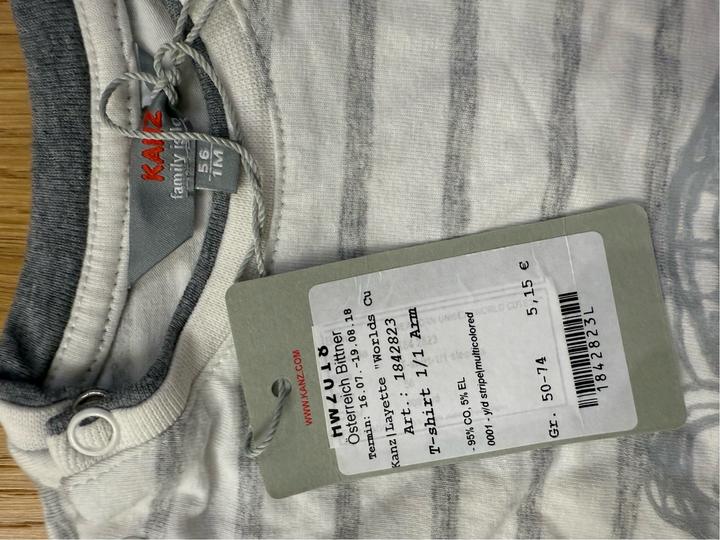 KANZ
family is
56
1M
WWW.KANZ.COM
HW2018
Österreich Bittner
Termin: 16.07.-19.08.18
Kanz|Layette "Worlds Cu
Art.: 1842823
T-shirt 1/1 Arm
- 95% CO, 5% EL
0001 - y/d stripe|multicolored
Gr. 50-74 5,15 €
1842823L